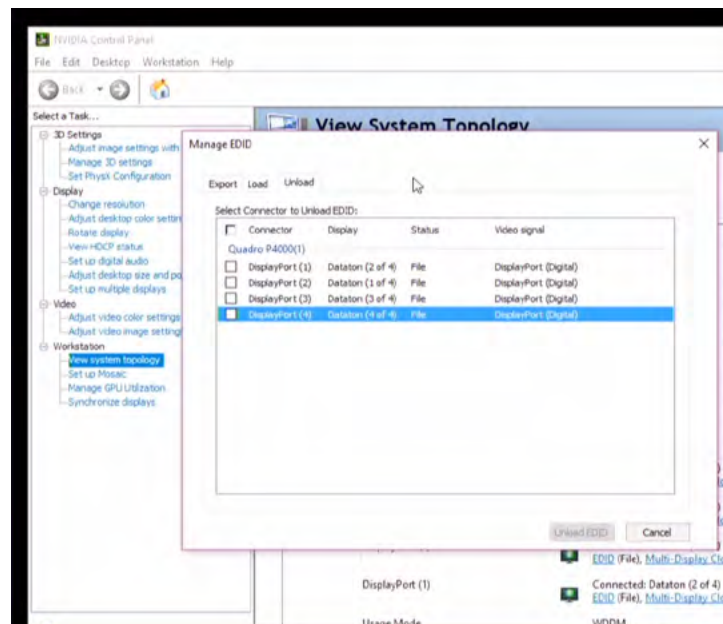 NVIDIA Control Panel
File Edit Desktop Workstation Help
Back
Select a Task...
3D Settings
Adjust image settings with
Manage 3D settings
Set PhysX Configuration
Display
Change resolution
Adjust desktop color settin
Rotate display
View HDCP status
Set up digital audio
Adjust desktop size and po
Set up multiple displays
Video
Adjust video color settings
Adjust video image setting
Workstation
View system topology
Set up Mosaic
Manage GPU Utilization
Synchronize displays
View System Topology
Manage EDID
Export Load Unload
Select Connector to Unload EDID:
Connector Display Status Video signal
Quadro P4000(1)
DisplayPort (1) Dataton (2 of 4) File DisplayPort (Digital)
DisplayPort (2) Dataton (1 of 4) File DisplayPort (Digital)
DisplayPort (3) Dataton (3 of 4) File DisplayPort (Digital)
DisplayPort (4) Dataton (4 of 4) File DisplayPort (Digital)
Unload EDID Cancel
EDID (File), Multi-Display Clo
DisplayPort (1) Connected: Dataton (2 of 4)
EDID (File), Multi-Display Clo
Usage Mode WDDM